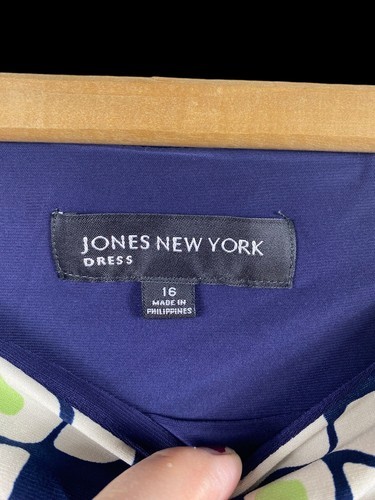 JONES NEW YORK
DRESS
16
MADE IN
PHILIPPINES